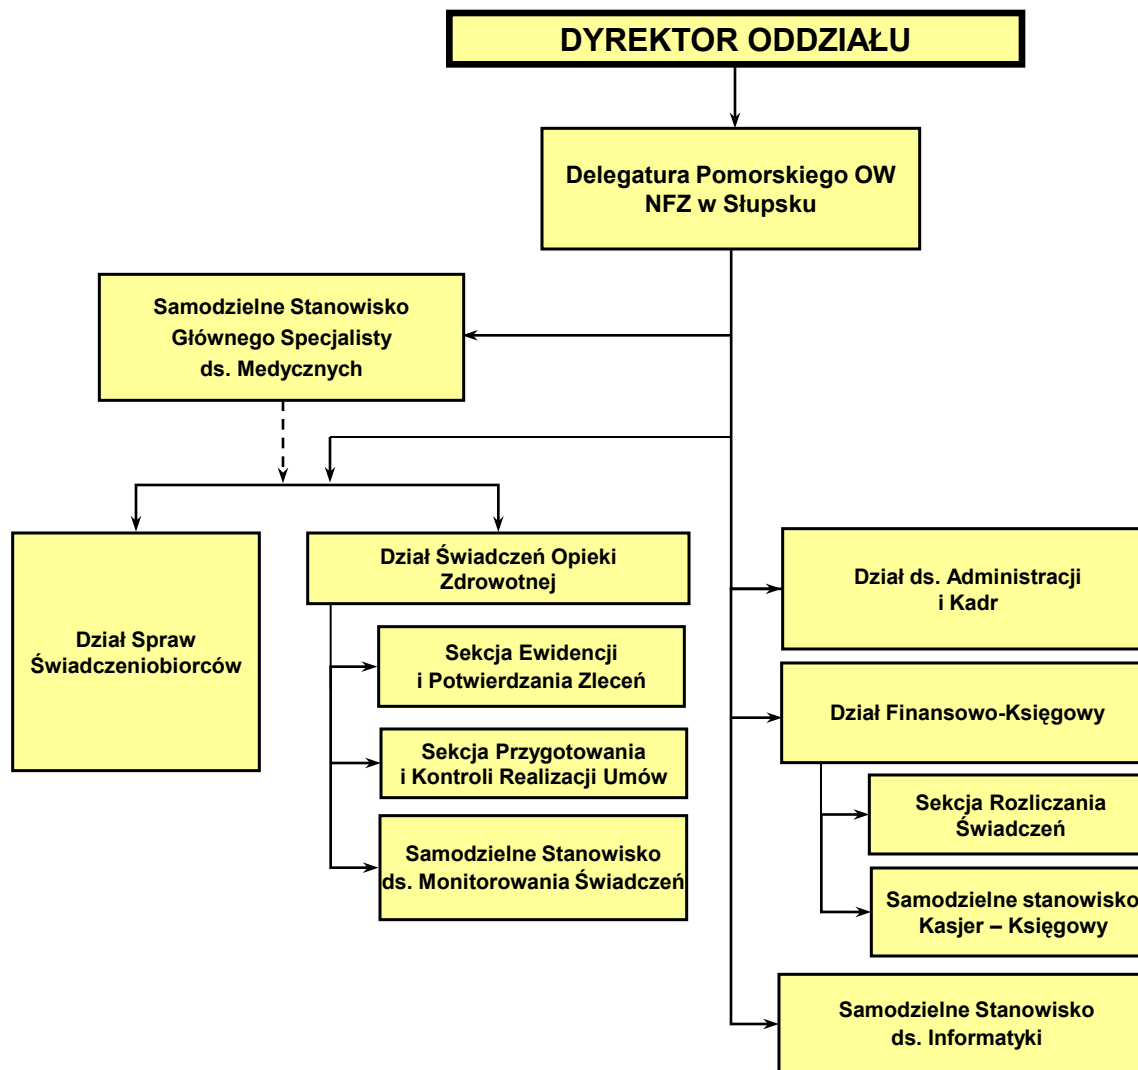 DYREKTOR ODDZIAŁU
Delegatura Pomorskiego OW
NFZ w Słupsku
Samodzielne Stanowisko
Głównego Specjalisty
ds. Medycznych
Dział Spraw
Świadczeniobiorców
Dział Świadczeń Opieki
Zdrowotnej
Sekcja Ewidencji
i Potwierdzania Zleceń
Sekcja Przygotowania
i Kontroli Realizacji Umów
Samodzielne Stanowisko
ds. Monitorowania Świadczeń
Dział ds. Administracji
i Kadr
Dział Finansowo-Księgowy
Sekcja Rozliczania
Świadczeń
Samodzielne stanowisko
Kasjer – Księgowy
Samodzielne Stanowisko
ds. Informatyki